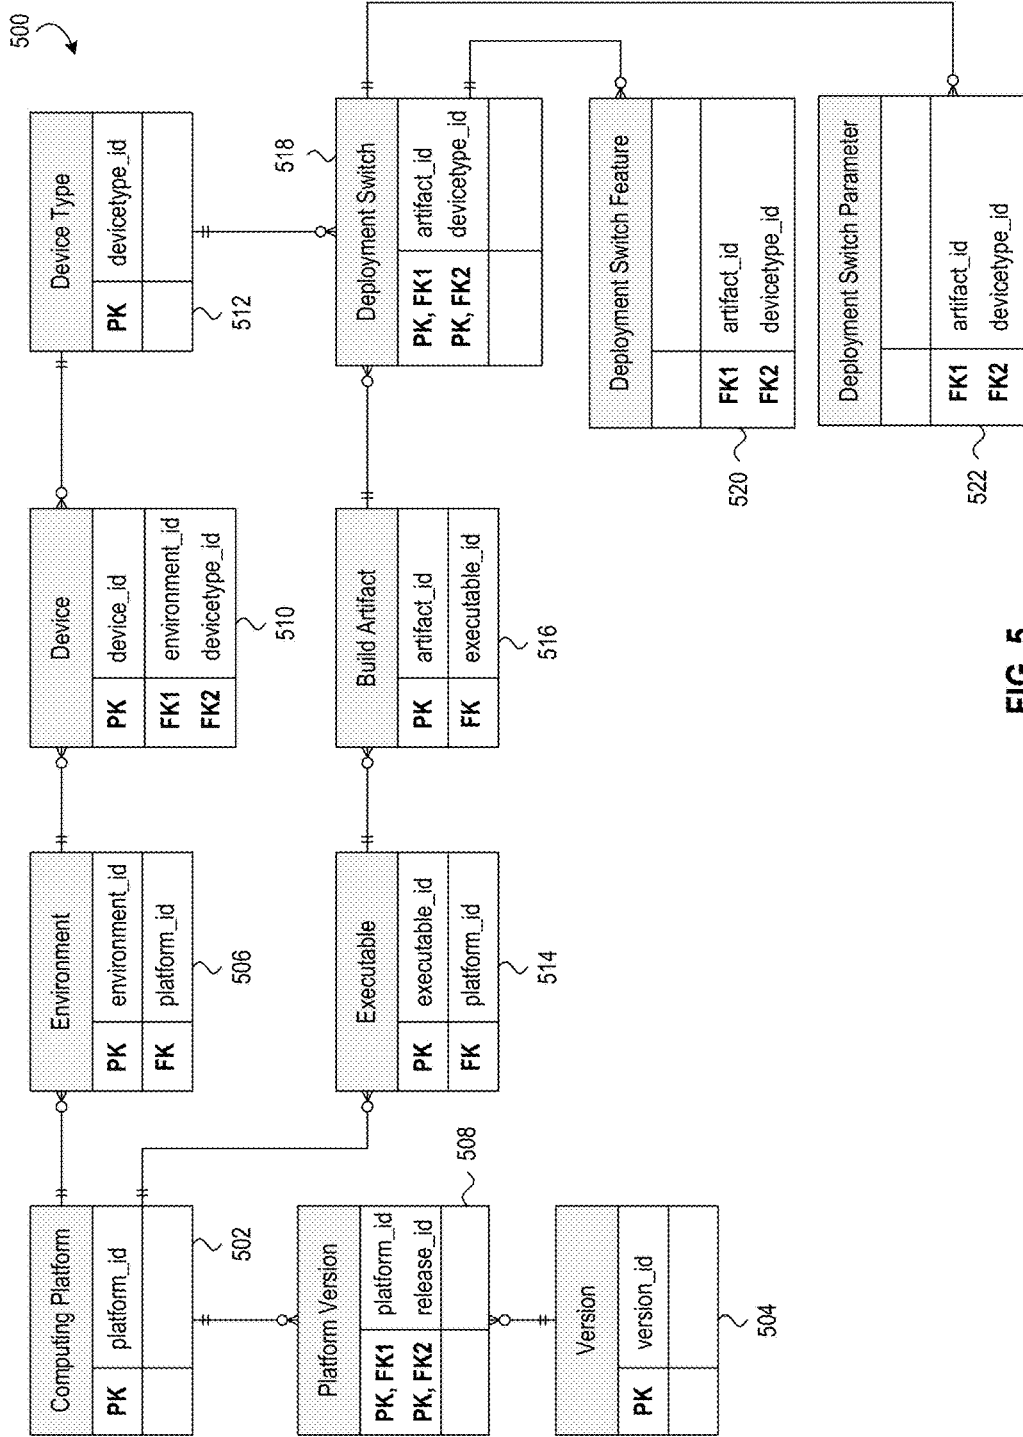 500
Computing Platform
PK platform_id
502
Environment
PK environment_id
FK platform_id
506
Device
PK device_id
FK1 environment_id
FK2 devicetype_id
510
Device Type
PK devicetype_id
512
Platform Version
PK, FK1 platform_id
PK, FK2 release_id
508
Executable
PK executable_id
FK platform_id
514
Build Artifact
PK artifact_id
FK executable_id
516
Deployment Switch
PK, FK1 artifact_id
PK, FK2 devicetype_id
518
Version
PK version_id
504
Deployment Switch Feature
FK1 artifact_id
FK2 devicetype_id
520
Deployment Switch Parameter
FK1 artifact_id
FK2 devicetype_id
522
FIG. 5